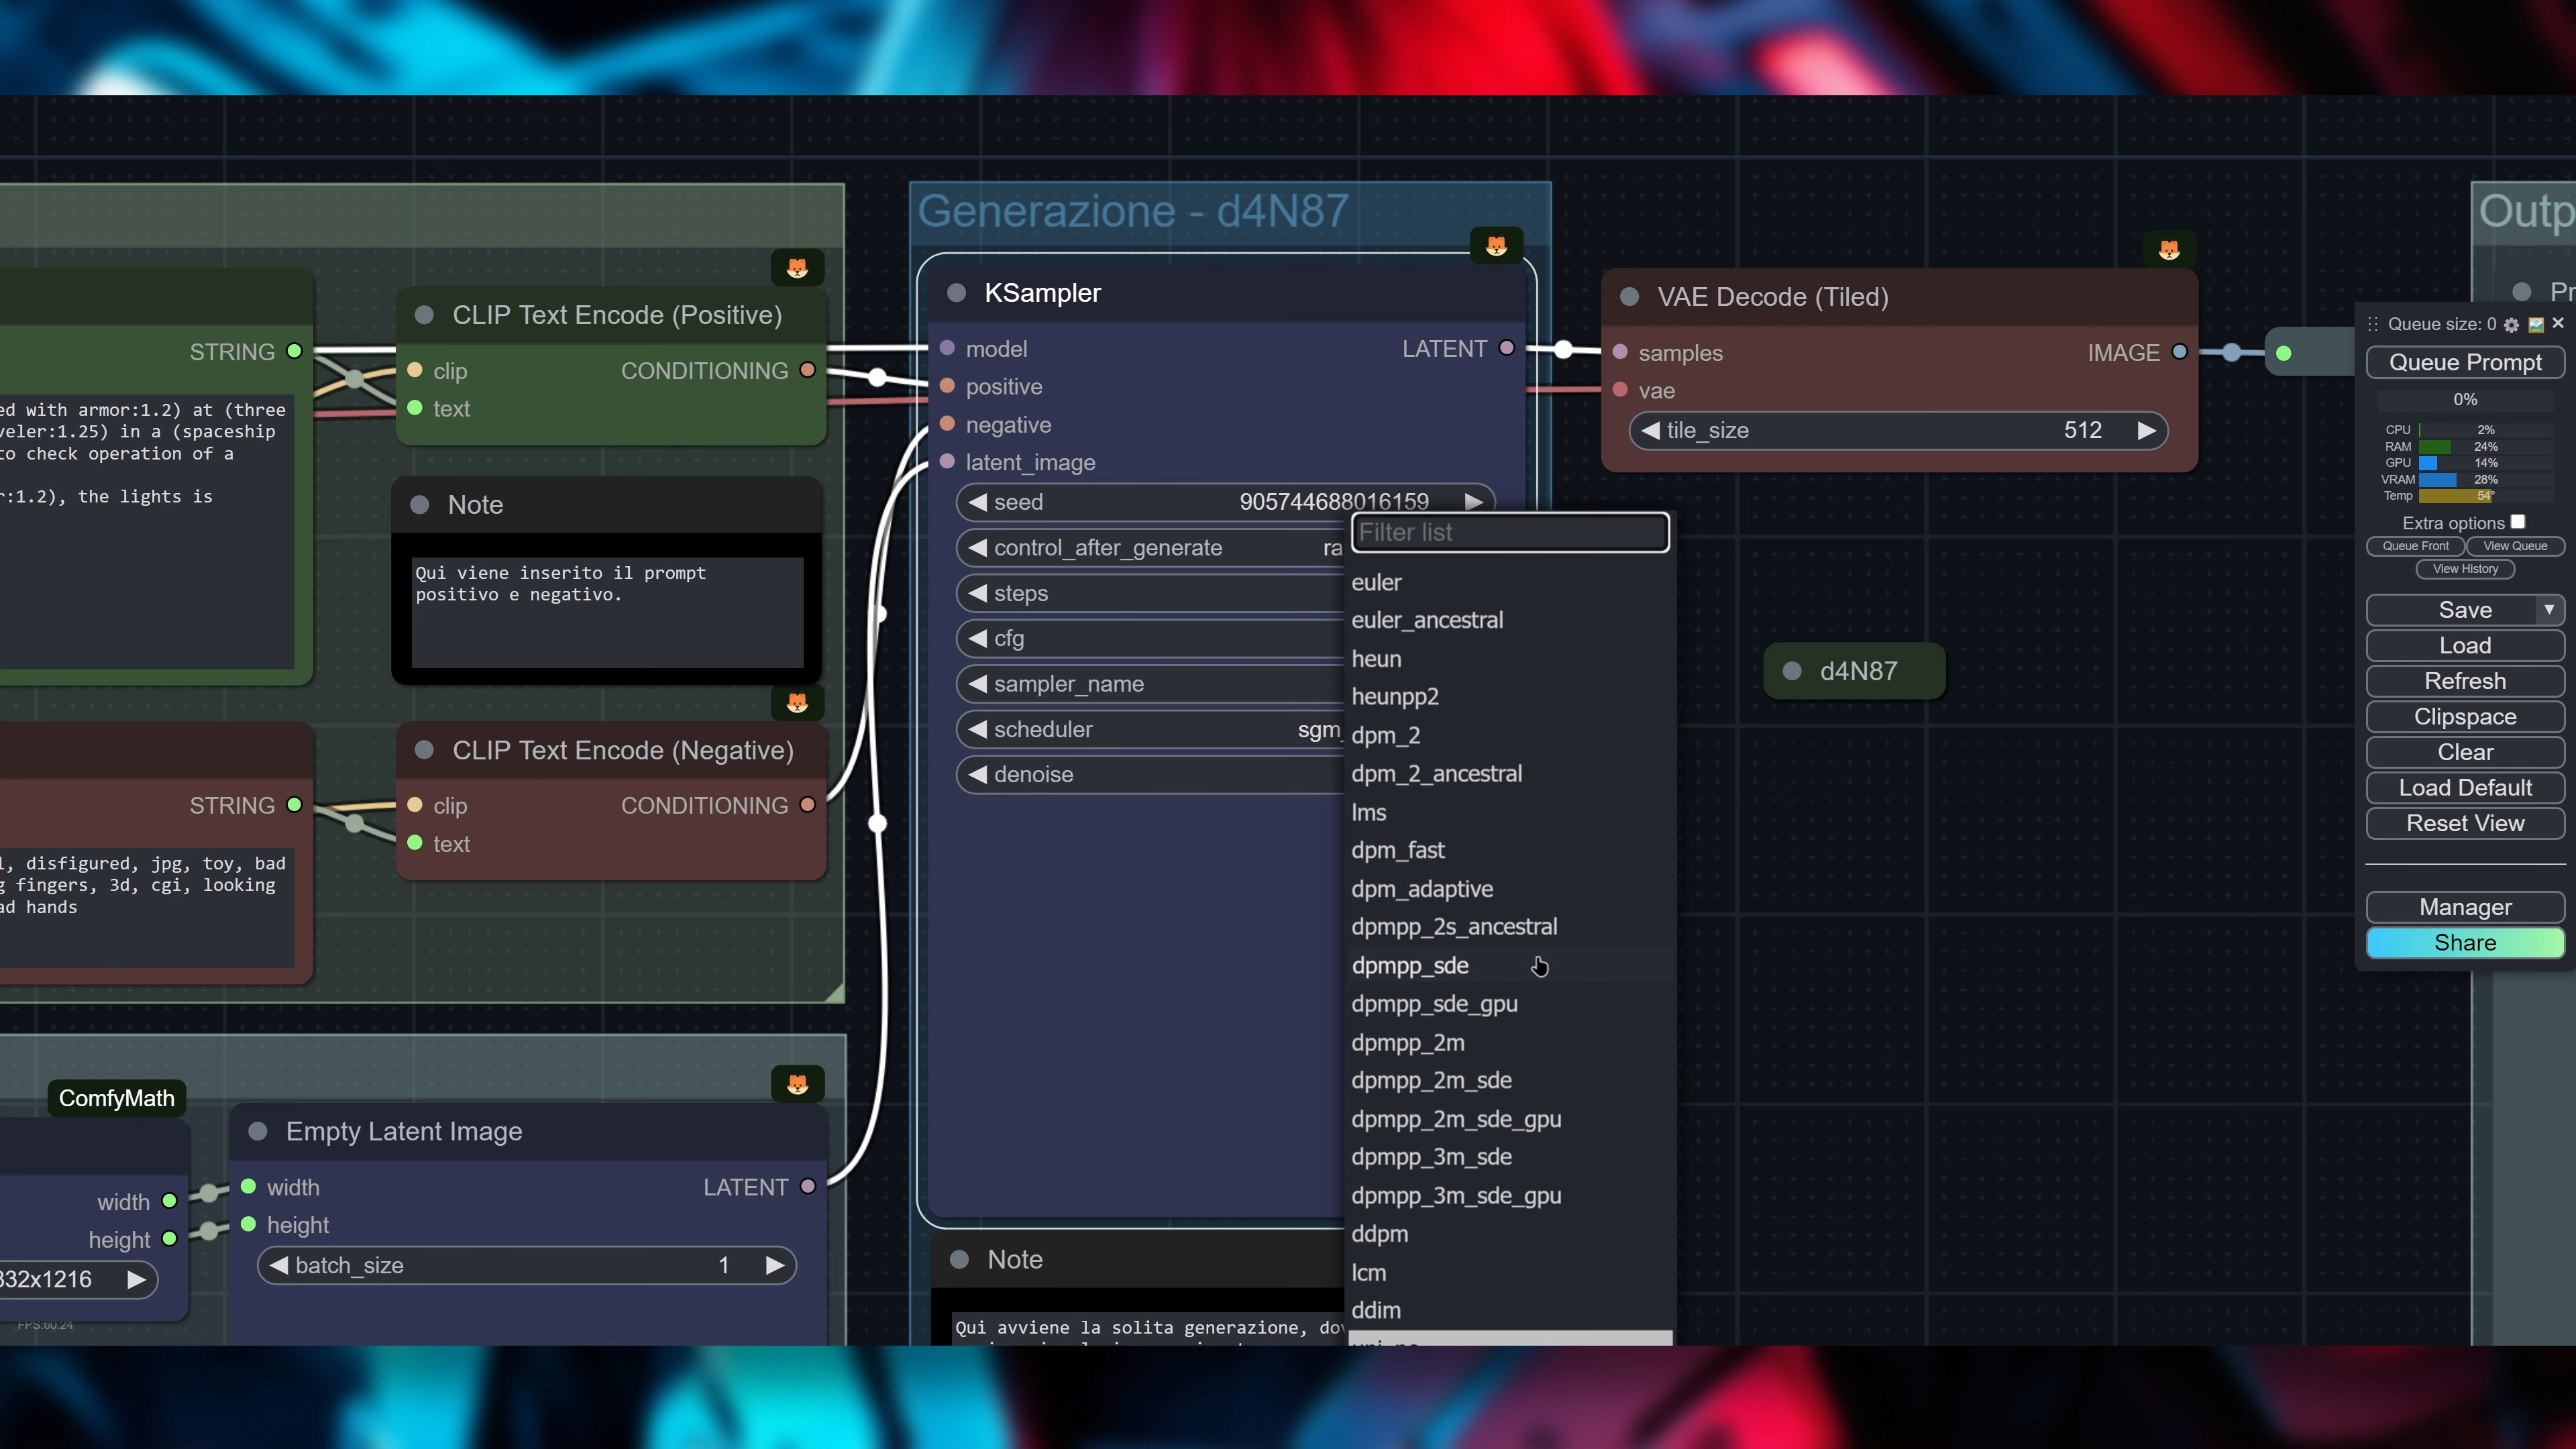 Generazione - d4N87
Outp
KSampler
model
LATENT
positive
negative
latent_image
seed 905744688016159
control_after_generate ra
steps
cfg
sampler_name
scheduler sgm_
denoise
Filter list
euler
euler_ancestral
heun
heunpp2
dpm_2
dpm_2_ancestral
lms
dpm_fast
dpm_adaptive
dpmpp_2s_ancestral
dpmpp_sde
dpmpp_sde_gpu
dpmpp_2m
dpmpp_2m_sde
dpmpp_2m_sde_gpu
dpmpp_3m_sde
dpmpp_3m_sde_gpu
ddpm
lcm
ddim
CLIP Text Encode (Positive)
STRING
clip
CONDITIONING
text
ed with armor:1.2) at (three
veler:1.25) in a (spaceship
to check operation of a
r:1.2), the lights is
Note
Qui viene inserito il prompt
positivo e negativo.
CLIP Text Encode (Negative)
STRING
clip
CONDITIONING
text
l, disfigured, jpg, toy, bad
g fingers, 3d, cgi, looking
ad hands
ComfyMath
Empty Latent Image
width
width
LATENT
height
height
832x1216
batch_size 1
FPS:60.24
Note
Qui avviene la solita generazione, dov
VAE Decode (Tiled)
samples
IMAGE
vae
tile_size 512
d4N87
Pr
Queue size: 0
Queue Prompt
0%
CPU 2%
RAM 24%
GPU 14%
VRAM 28%
Temp 54°
Extra options
Queue Front View Queue
View History
Save
Load
Refresh
Clipspace
Clear
Load Default
Reset View
Manager
Share